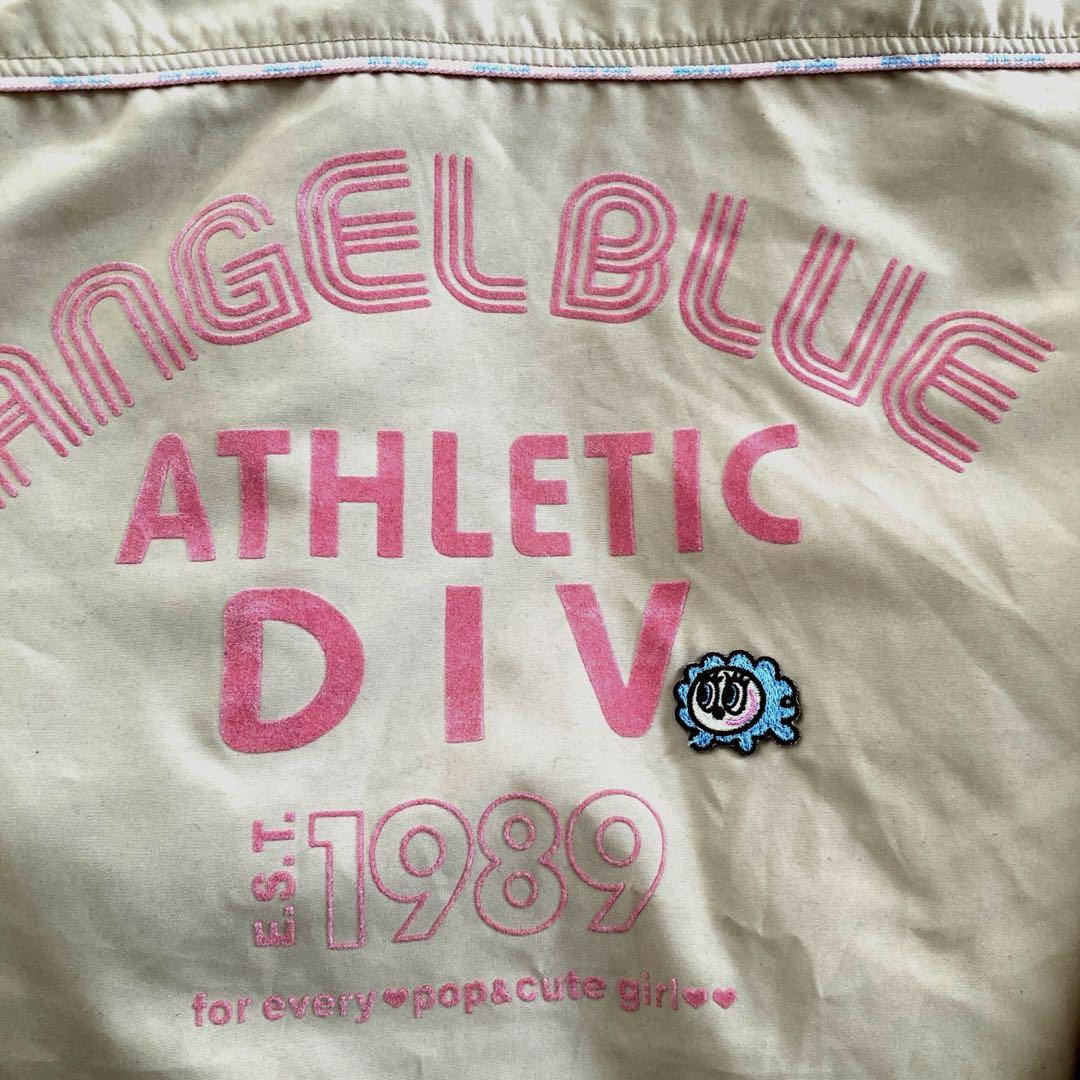 ANGEL BLUE
ATHLETIC
DIV
E.S.T. 1989
for every♥pop&cute girl♥♥